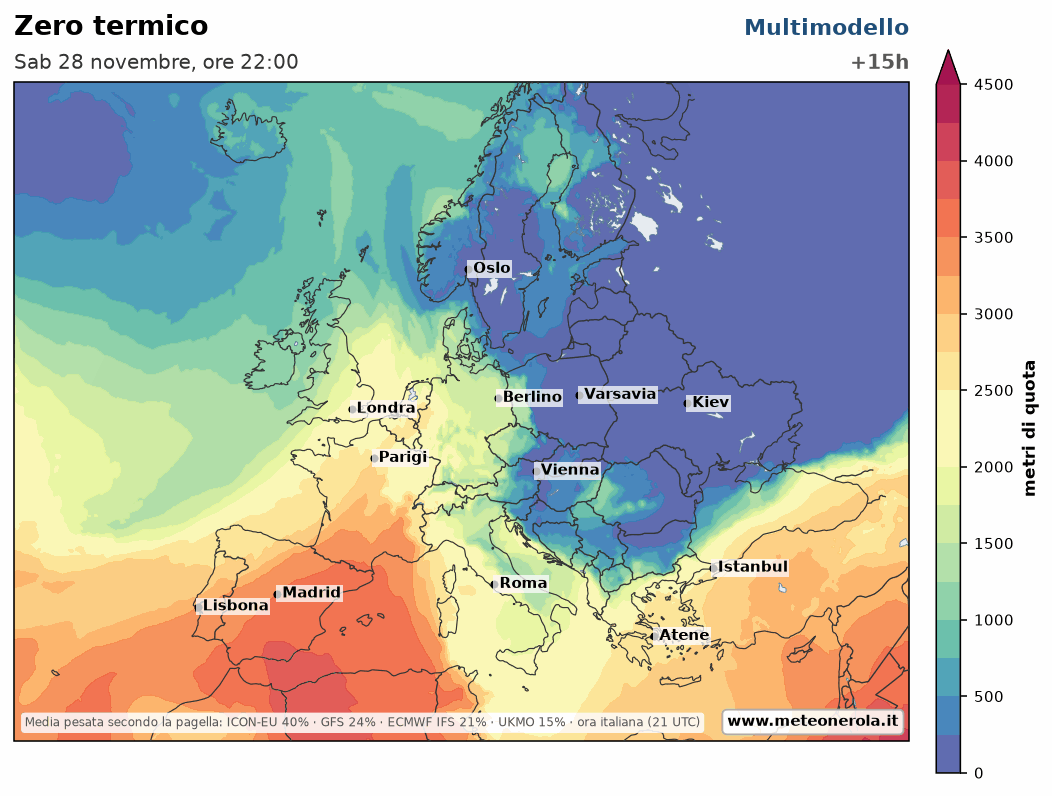 Zero termico
Multimodello
Sab 28 novembre, ore 22:00
+15h
4500
4000
3500
3000
2500
2000
1500
1000
500
0
metri di quota
Oslo
Berlino
Varsavia
Kiev
Londra
Parigi
Vienna
Istanbul
Roma
Madrid
Lisbona
Atene
Media pesata secondo la pagella: ICON-EU 40% · GFS 24% · ECMWF IFS 21% · UKMO 15% · ora italiana (21 UTC)
www.meteonerola.it